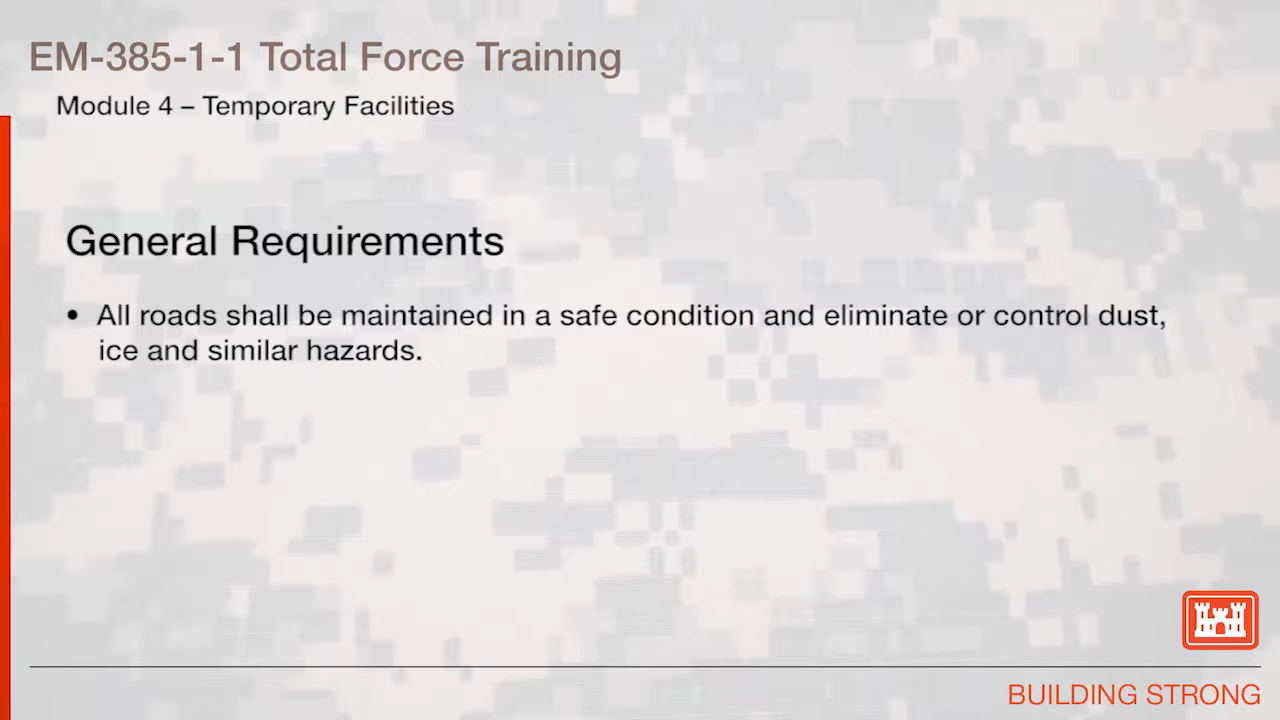 EM-385-1-1 Total Force Training
Module 4 – Temporary Facilities
General Requirements
• All roads shall be maintained in a safe condition and eliminate or control dust,
ice and similar hazards.
BUILDING STRONG